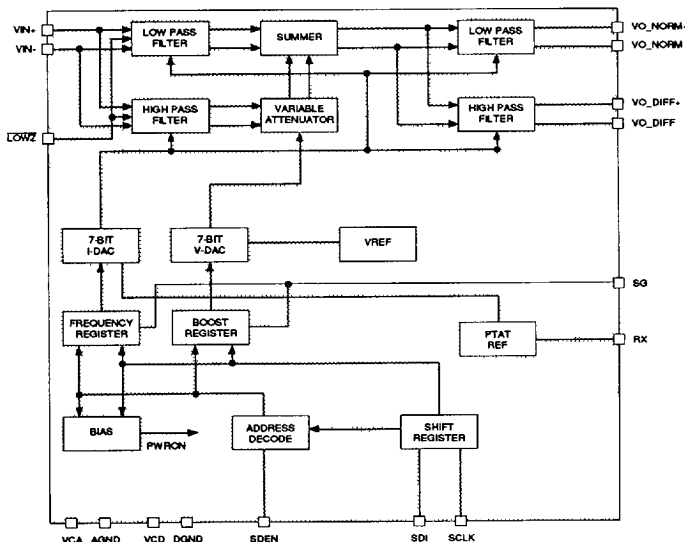 VIN+
LOW PASS
FILTER
SUMMER
LOW PASS
FILTER
VO_NORM+
VIN-
VO_NORM
HIGH PASS
FILTER
VARIABLE
ATTENUATOR
HIGH PASS
FILTER
VO_DIFF+
VO_DIFF
LOWZ
7-BIT
I-DAC
7-BIT
V-DAC
VREF
SG
FREQUENCY
REGISTER
BOOST
REGISTER
PTAT
REF
RX
BIAS
PWRON
ADDRESS
DECODE
SHIFT
REGISTER
VCA AGND VCD DGND SDEN SDI SCLK